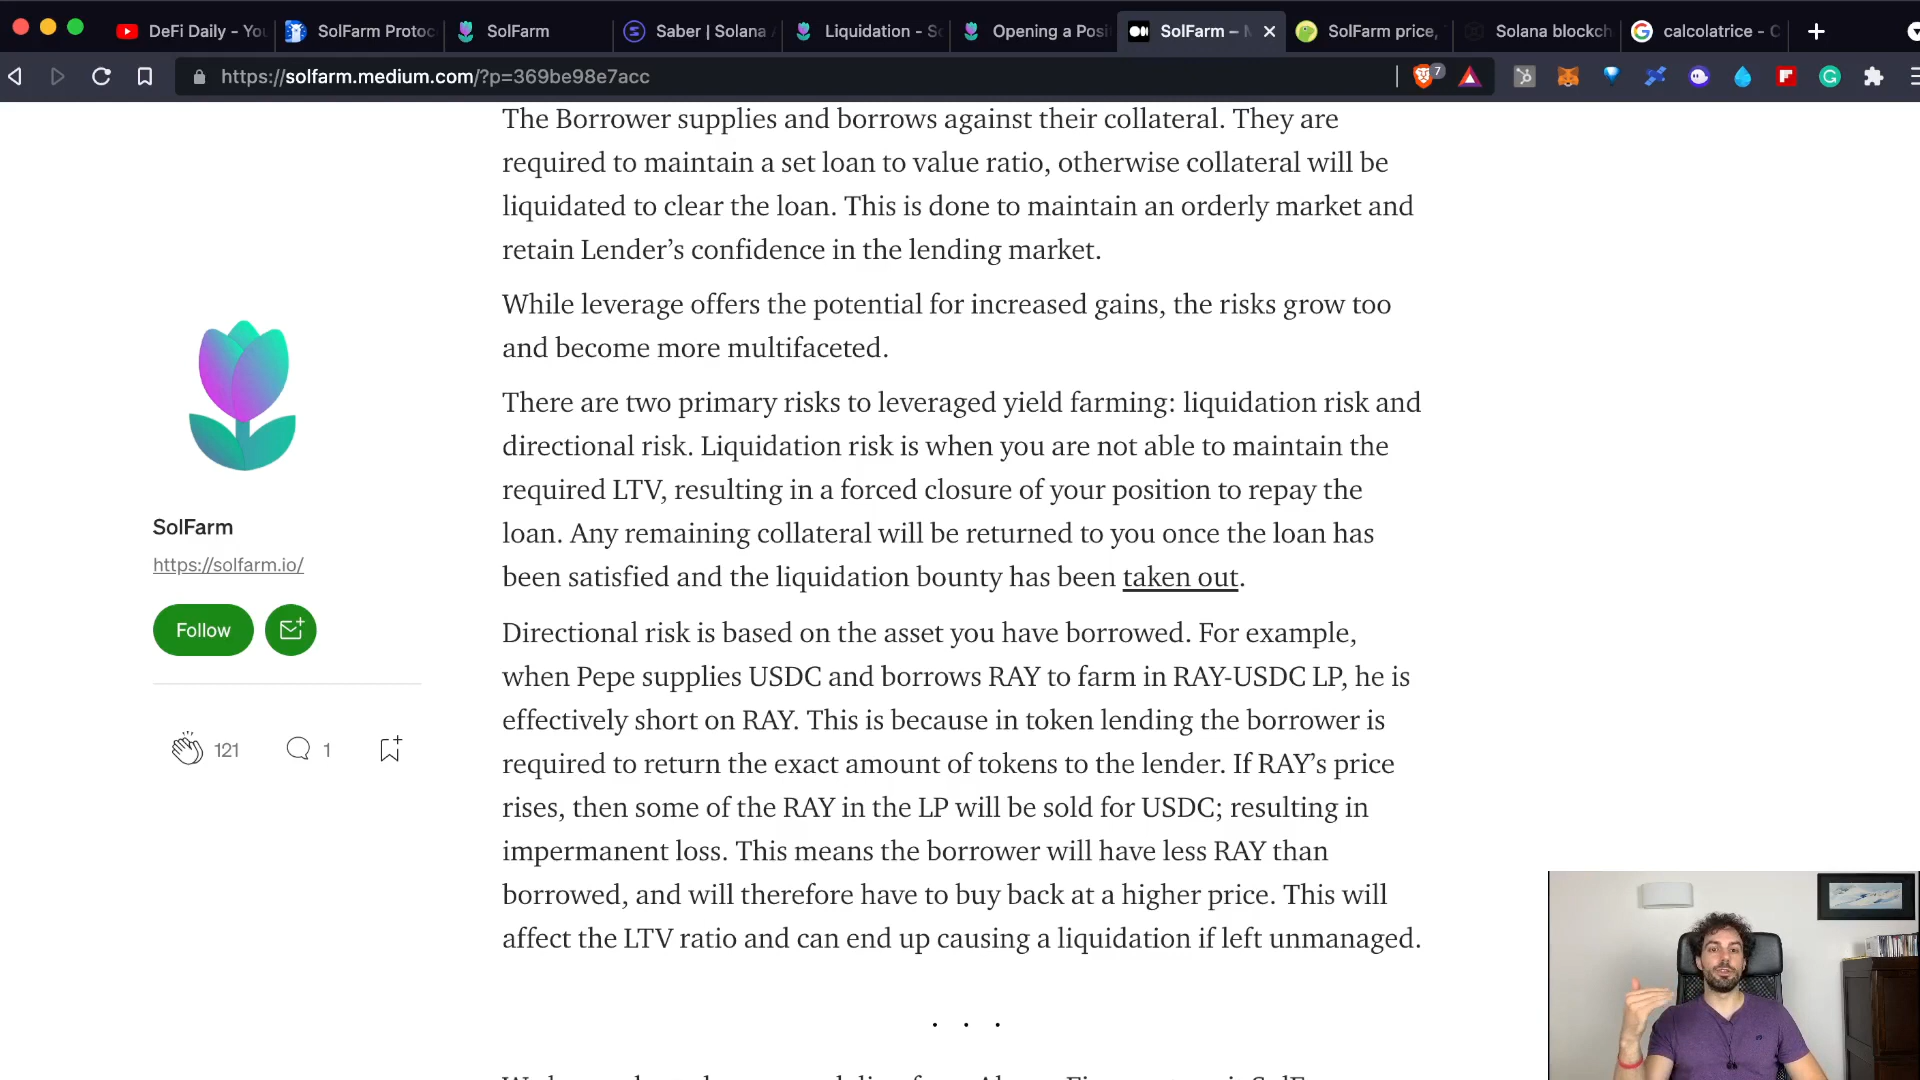 DeFi Daily - You
SolFarm Protoc
SolFarm
Saber | Solana
Liquidation - So
Opening a Posi
SolFarm –
SolFarm price,
Solana blockch
calcolatrice - C
https://solfarm.medium.com/?p=369be98e7acc
7
The Borrower supplies and borrows against their collateral. They are
required to maintain a set loan to value ratio, otherwise collateral will be
liquidated to clear the loan. This is done to maintain an orderly market and
retain Lender’s confidence in the lending market.
While leverage offers the potential for increased gains, the risks grow too
and become more multifaceted.
There are two primary risks to leveraged yield farming: liquidation risk and
directional risk. Liquidation risk is when you are not able to maintain the
required LTV, resulting in a forced closure of your position to repay the
loan. Any remaining collateral will be returned to you once the loan has
been satisfied and the liquidation bounty has been taken out.
Directional risk is based on the asset you have borrowed. For example,
when Pepe supplies USDC and borrows RAY to farm in RAY-USDC LP, he is
effectively short on RAY. This is because in token lending the borrower is
required to return the exact amount of tokens to the lender. If RAY’s price
rises, then some of the RAY in the LP will be sold for USDC; resulting in
impermanent loss. This means the borrower will have less RAY than
borrowed, and will therefore have to buy back at a higher price. This will
affect the LTV ratio and can end up causing a liquidation if left unmanaged.
. . .
SolFarm
https://solfarm.io/
Follow
121
1